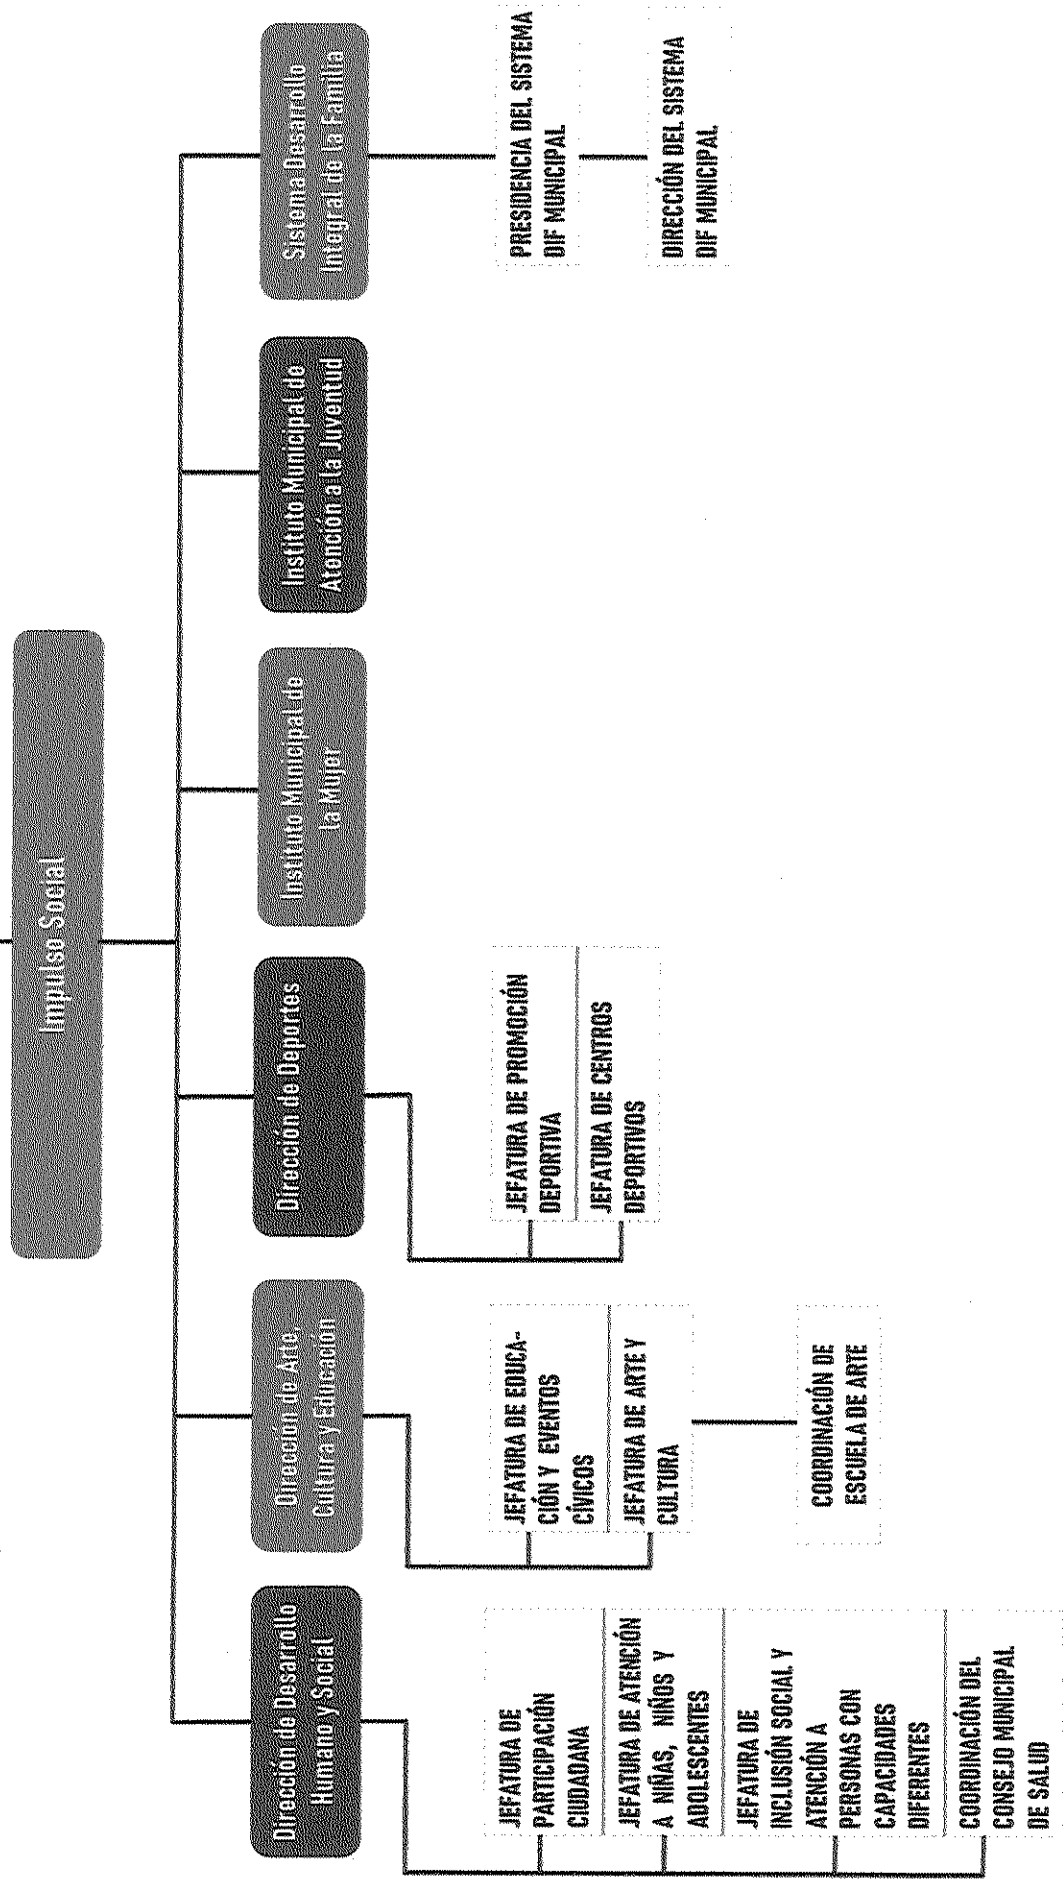 Impulso Social
Dirección de Desarrollo
Humano y Social
JEFATURA DE
PARTICIPACIÓN
CIUDADANA
JEFATURA DE ATENCIÓN
A NIÑAS, NIÑOS Y
ADOLESCENTES
JEFATURA DE
INCLUSIÓN SOCIAL Y
ATENCIÓN A
PERSONAS CON
CAPACIDADES
DIFERENTES
COORDINACIÓN DEL
CONSEJO MUNICIPAL
DE SALUD
Dirección de Arte,
Cultura y Educación
JEFATURA DE EDUCA-
CIÓN Y EVENTOS
CÍVICOS
JEFATURA DE ARTE Y
CULTURA
COORDINACIÓN DE
ESCUELA DE ARTE
Dirección de Deportes
JEFATURA DE PROMOCIÓN
DEPORTIVA
JEFATURA DE CENTROS
DEPORTIVOS
Instituto Municipal de
la Mujer
Instituto Municipal de
Atención a la Juventud
Sistema Desarrollo
Integral de la Familia
PRESIDENCIA DEL SISTEMA
DIF MUNICIPAL
DIRECCIÓN DEL SISTEMA
DIF MUNICIPAL